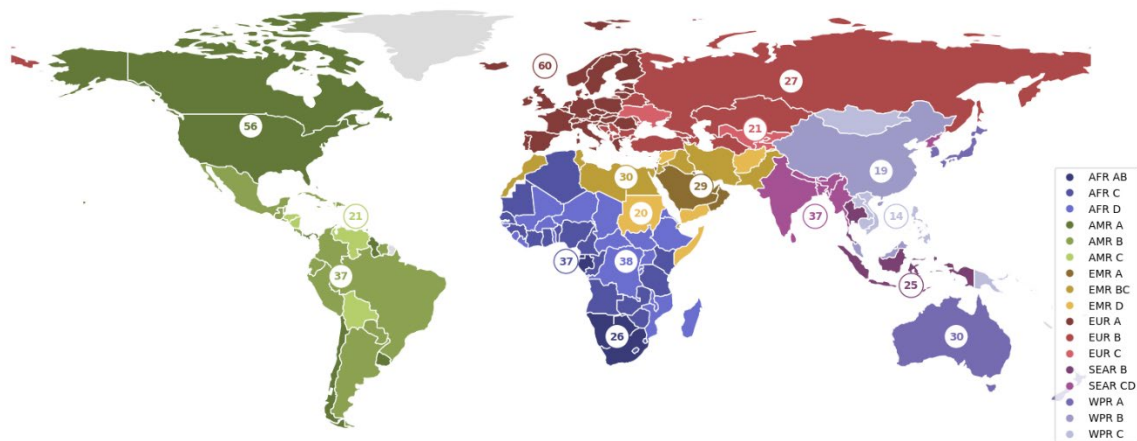 60
27
56
21
19
30
29
20
21
37
14
37
38
37
25
26
30
AFR AB
AFR C
AFR D
AMR A
AMR B
AMR C
EMR A
EMR BC
EMR D
EUR A
EUR B
EUR C
SEAR B
SEAR CD
WPR A
WPR B
WPR C